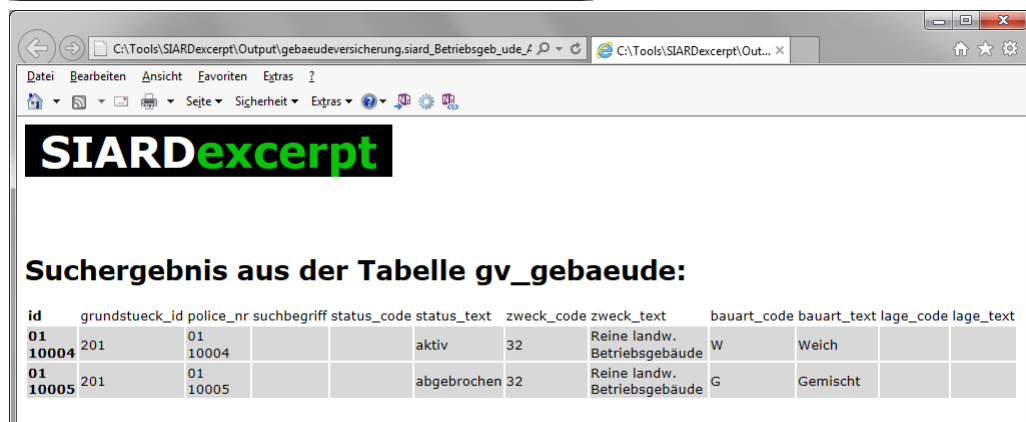 C:\Tools\SIARDexcerpt\Output\gebaeudeversicherung.siard_Betriebsgeb_ude_
C:\Tools\SIARDexcerpt\Out...
Datei Bearbeiten Ansicht Favoriten Extras ?
Seite Sicherheit Extras
SIARDexcerpt
Suchergebnis aus der Tabelle gv_gebaeude:
id grundstueck_id police_nr suchbegriff status_code status_text zweck_code zweck_text bauart_code bauart_text lage_code lage_text
01 10004 201 01 10004 aktiv 32 Reine landw. Betriebsgebäude W Weich
01 10005 201 01 10005 abgebrochen 32 Reine landw. Betriebsgebäude G Gemischt